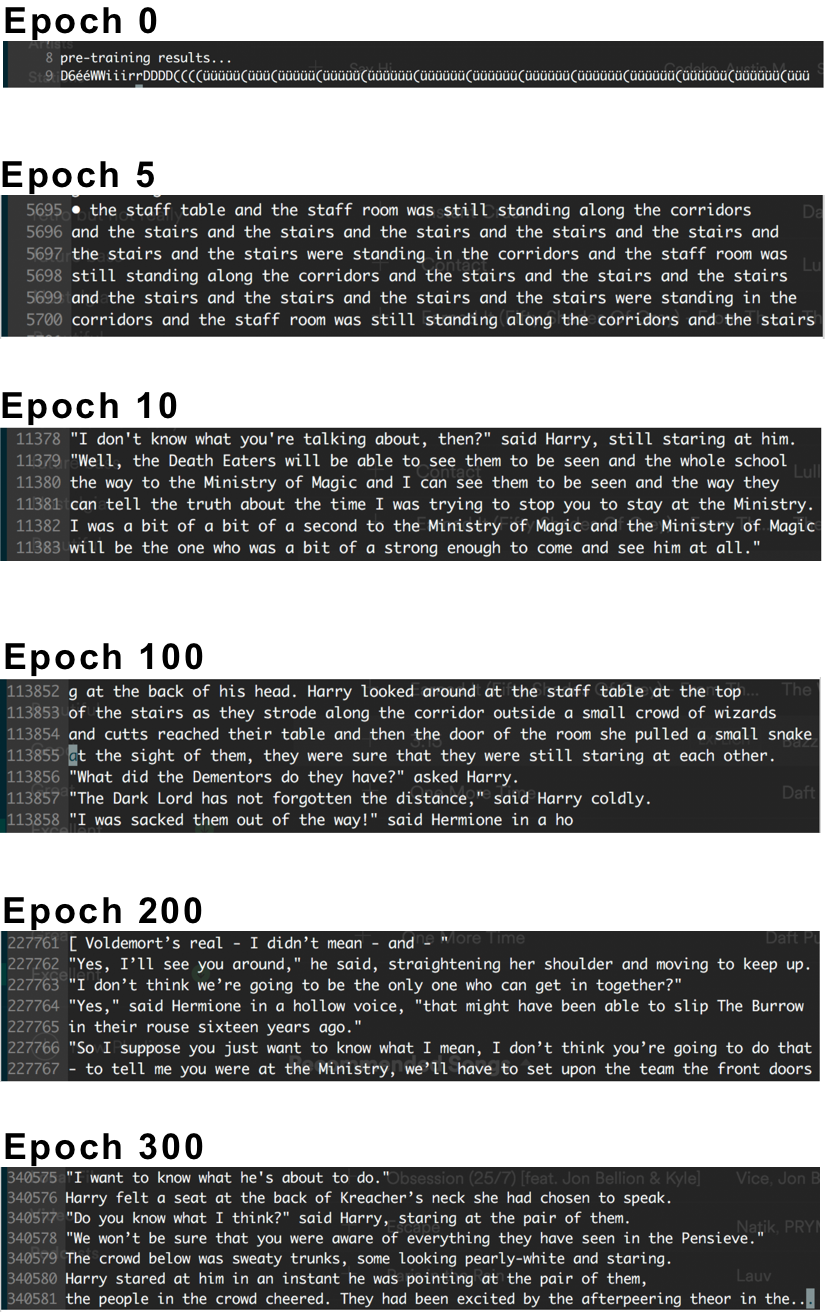 Epoch 0
8 pre-training results...
9 D6ééWWiiirrDDDD((((üüüüü(üüü(üüüüü(üüüüü(üüüüüü(üüüüüü(üüüüüü(üüüüüü(üüüüüü(üüüüüü(üüüüüü(üüüüüü(üüü
Epoch 5
5695 • the staff table and the staff room was still standing along the corridors
5696 and the stairs and the stairs and the stairs and the stairs and the stairs and
5697 the stairs and the stairs were standing in the corridors and the staff room was
5698 still standing along the corridors and the stairs and the stairs and the stairs
5699 and the stairs and the stairs and the stairs and the stairs were standing in the
5700 corridors and the staff room was still standing along the corridors and the stairs
Epoch 10
11378 "I don't know what you're talking about, then?" said Harry, still staring at him.
11379 "Well, the Death Eaters will be able to see them to be seen and the whole school
11380 the way to the Ministry of Magic and I can see them to be seen and the way they
11381 can tell the truth about the time I was trying to stop you to stay at the Ministry.
11382 I was a bit of a bit of a second to the Ministry of Magic and the Ministry of Magic
11383 will be the one who was a bit of a strong enough to come and see him at all."
Epoch 100
113852 g at the back of his head. Harry looked around at the staff table at the top
113853 of the stairs as they strode along the corridor outside a small crowd of wizards
113854 and cutts reached their table and then the door of the room she pulled a small snake
113855 at the sight of them, they were sure that they were still staring at each other.
113856 "What did the Dementors do they have?" asked Harry.
113857 "The Dark Lord has not forgotten the distance," said Harry coldly.
113858 "I was sacked them out of the way!" said Hermione in a ho
Epoch 200
227761 [ Voldemort’s real - I didn’t mean - and - "
227762 "Yes, I’ll see you around," he said, straightening her shoulder and moving to keep up.
227763 "I don’t think we’re going to be the only one who can get in together?"
227764 "Yes," said Hermione in a hollow voice, "that might have been able to slip The Burrow
227765 in their rouse sixteen years ago."
227766 "So I suppose you just want to know what I mean, I don’t think you’re going to do that
227767 - to tell me you were at the Ministry, we’ll have to set upon the team the front doors
Epoch 300
340575 "I want to know what he's about to do."
340576 Harry felt a seat at the back of Kreacher’s neck she had chosen to speak.
340577 "Do you know what I think?" said Harry, staring at the pair of them.
340578 "We won’t be sure that you were aware of everything they have seen in the Pensieve."
340579 The crowd below was sweaty trunks, some looking pearly-white and staring.
340580 Harry stared at him in an instant he was pointing at the pair of them,
340581 the people in the crowd cheered. They had been excited by the afterpeering theor in the...